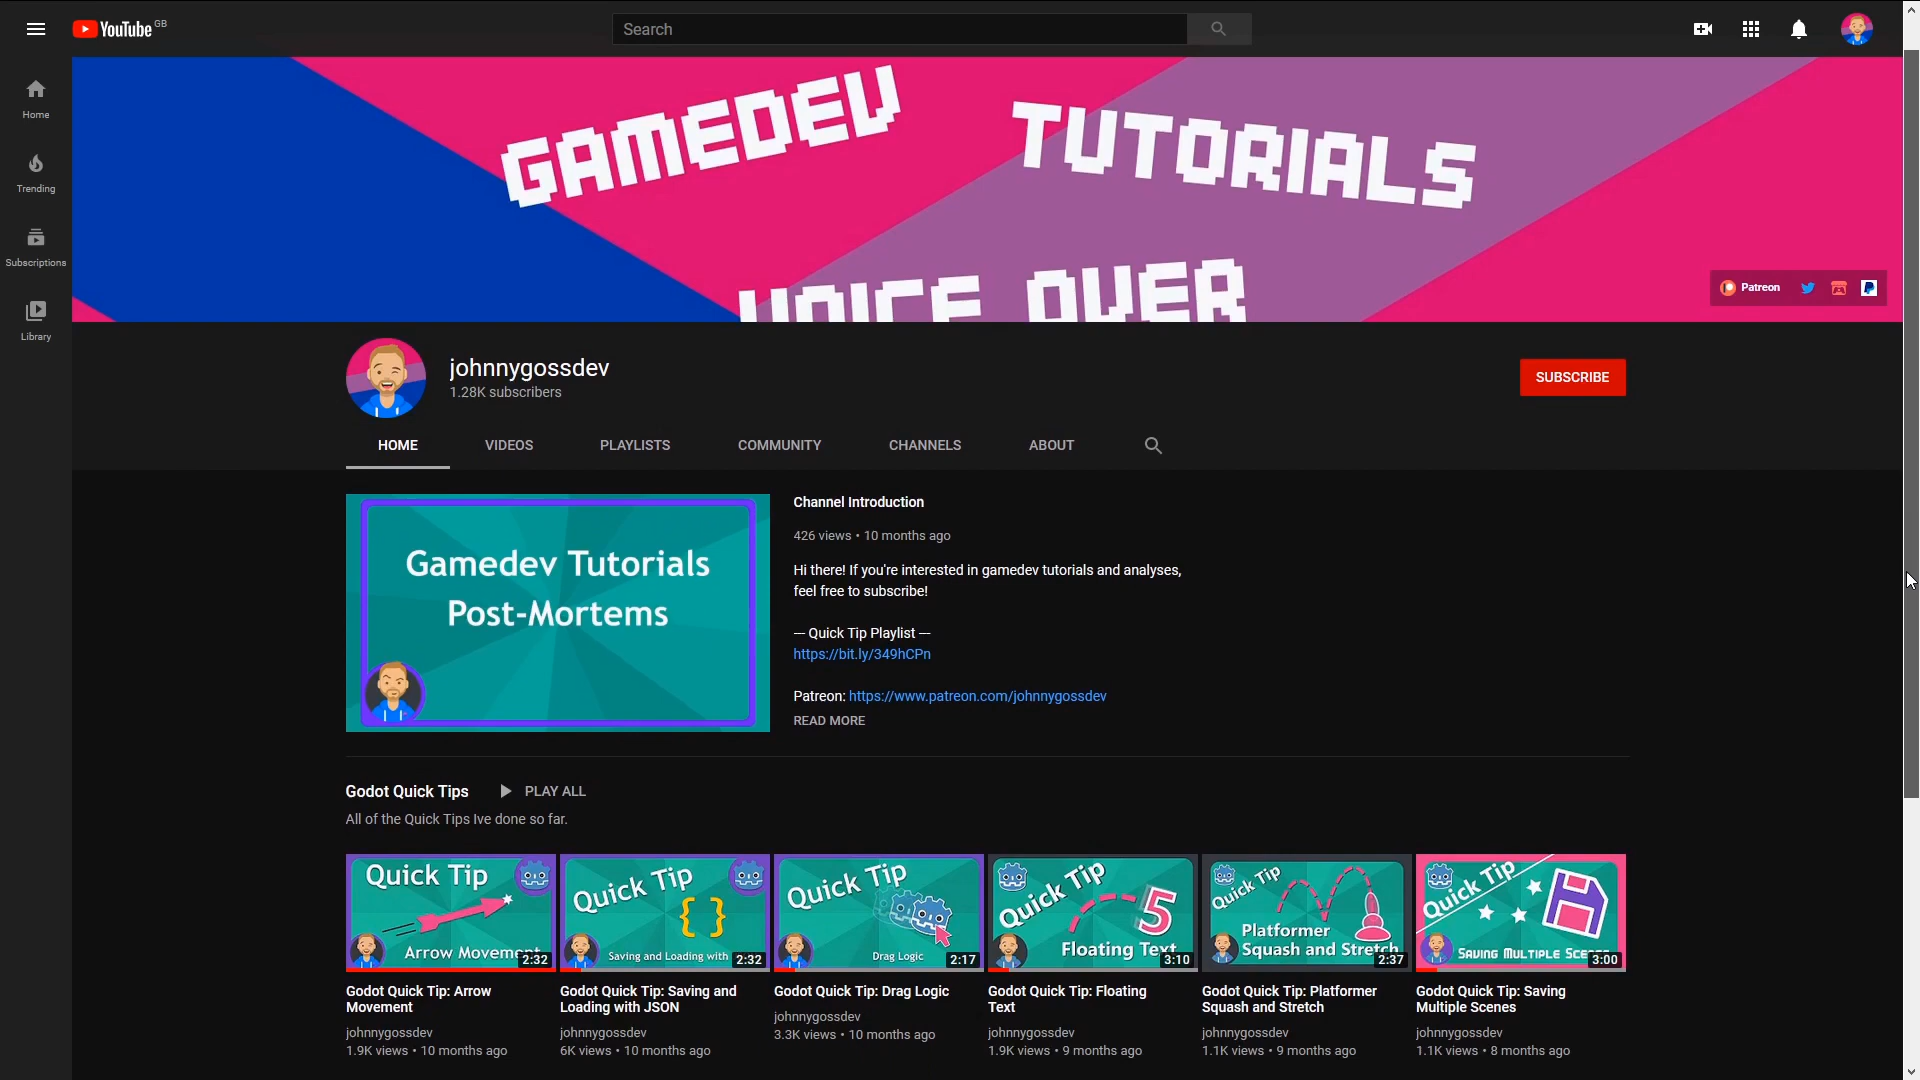 YouTube GB
Search
Home
Trending
Subscriptions
Library
GAMEDEV TUTORIALS
VOICE OVER
Patreon
johnnygossdev
1.28K subscribers
SUBSCRIBE
HOME
VIDEOS
PLAYLISTS
COMMUNITY
CHANNELS
ABOUT
Gamedev Tutorials
Post-Mortems
Channel Introduction
426 views • 10 months ago
Hi there! If you're interested in gamedev tutorials and analyses,
feel free to subscribe!
--- Quick Tip Playlist ---
https://bit.ly/349hCPn
Patreon: https://www.patreon.com/johnnygossdev
READ MORE
Godot Quick Tips
PLAY ALL
All of the Quick Tips Ive done so far.
Quick Tip
Arrow Movement
2:32
Godot Quick Tip: Arrow
Movement
johnnygossdev
1.9K views • 10 months ago
Quick Tip
{ }
Saving and Loading with
2:32
Godot Quick Tip: Saving and
Loading with JSON
johnnygossdev
6K views • 10 months ago
Quick Tip
Drag Logic
2:17
Godot Quick Tip: Drag Logic
johnnygossdev
3.3K views • 10 months ago
Quick Tip
5
Floating Text
3:10
Godot Quick Tip: Floating
Text
johnnygossdev
1.9K views • 9 months ago
Quick Tip
Platformer
Squash and Stretch
2:37
Godot Quick Tip: Platformer
Squash and Stretch
johnnygossdev
1.1K views • 9 months ago
Quick Tip
Saving Multiple Scenes
3:00
Godot Quick Tip: Saving
Multiple Scenes
johnnygossdev
1.1K views • 8 months ago